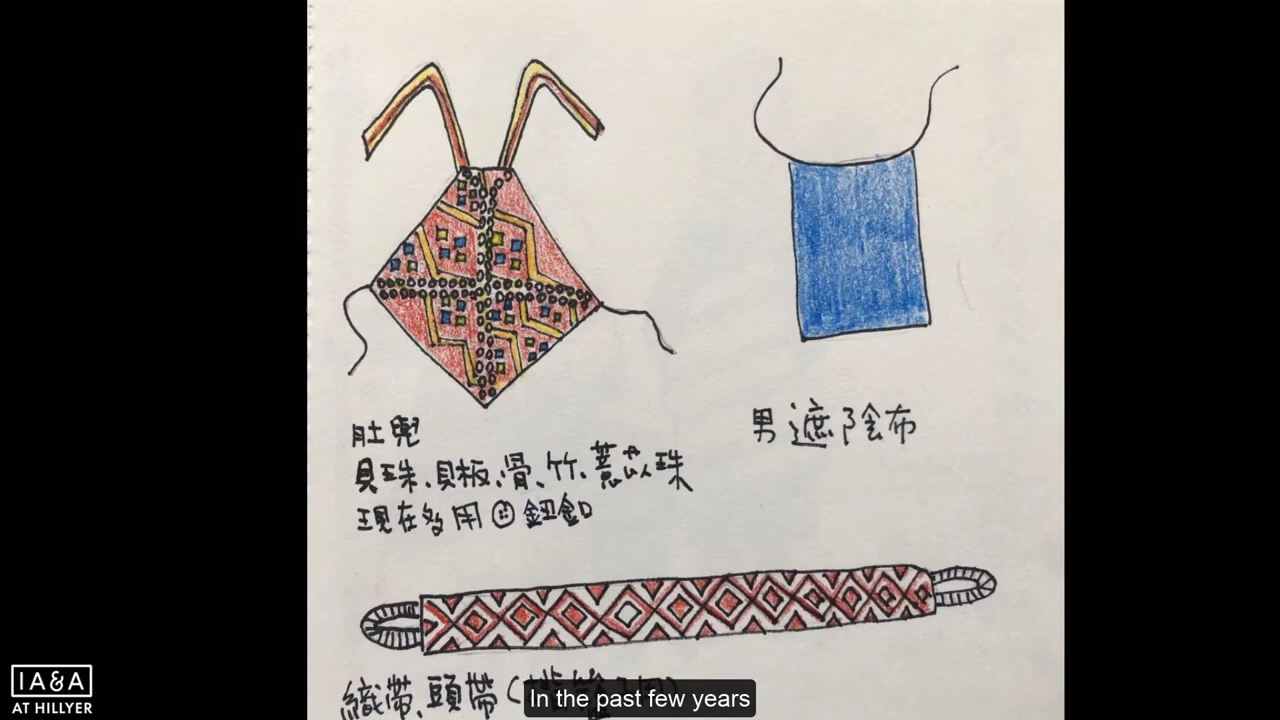 肚兜
貝珠、貝板、骨、竹、薏苡珠
現在多用鈕釦
男遮陰布
織帶、頭帶(
In the past few years
IA&A
AT HILLYER